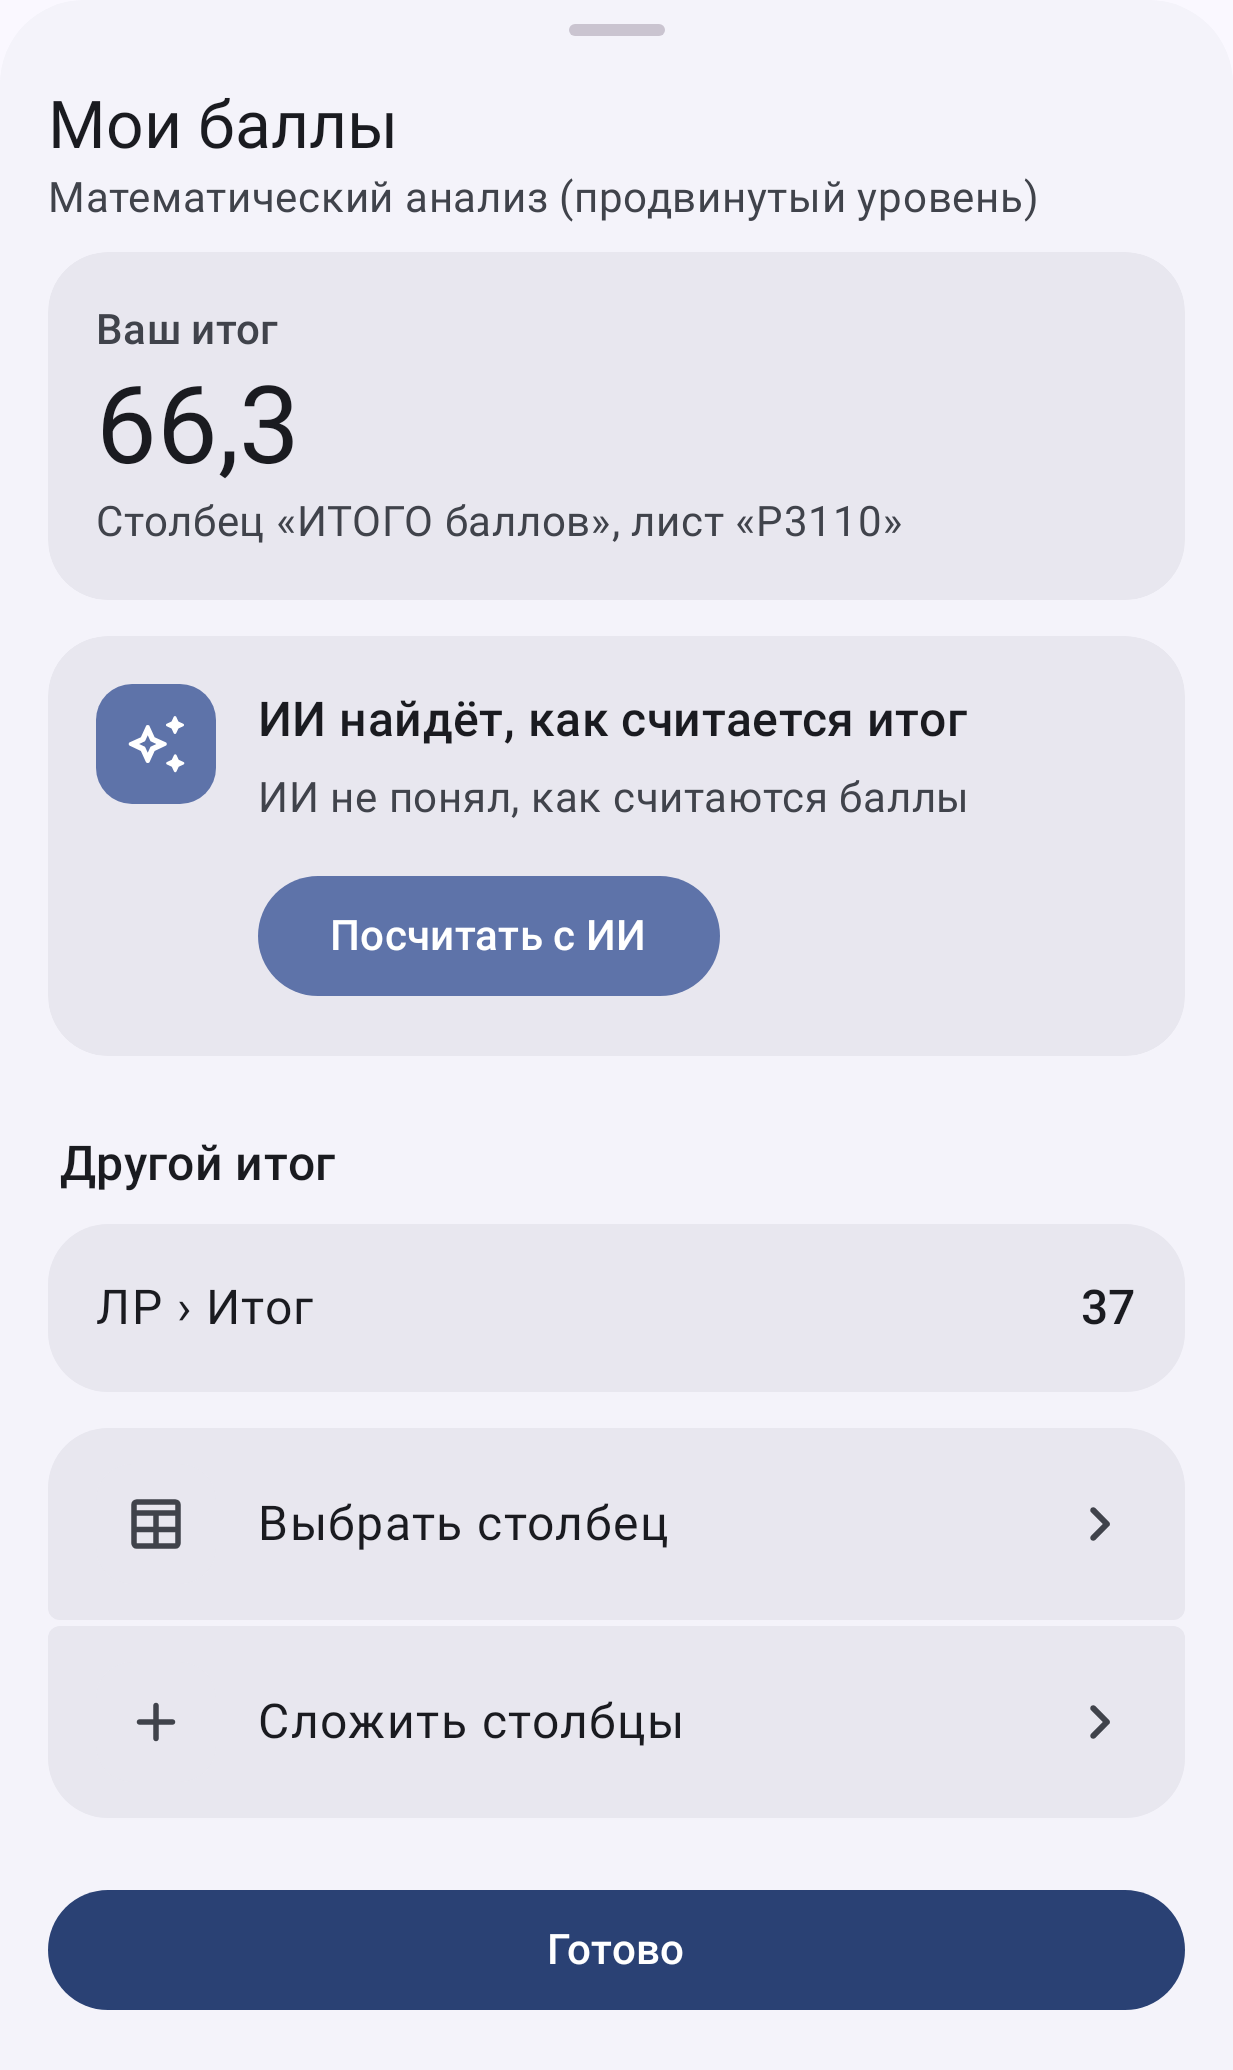 Мои баллы
Математический анализ (продвинутый уровень)
Ваш итог
66,3
Столбец «ИТОГО баллов», лист «P3110»
ИИ найдёт, как считается итог
ИИ не понял, как считаются баллы
Посчитать с ИИ
Другой итог
ЛР › Итог
37
Выбрать столбец
Сложить столбцы
Готово